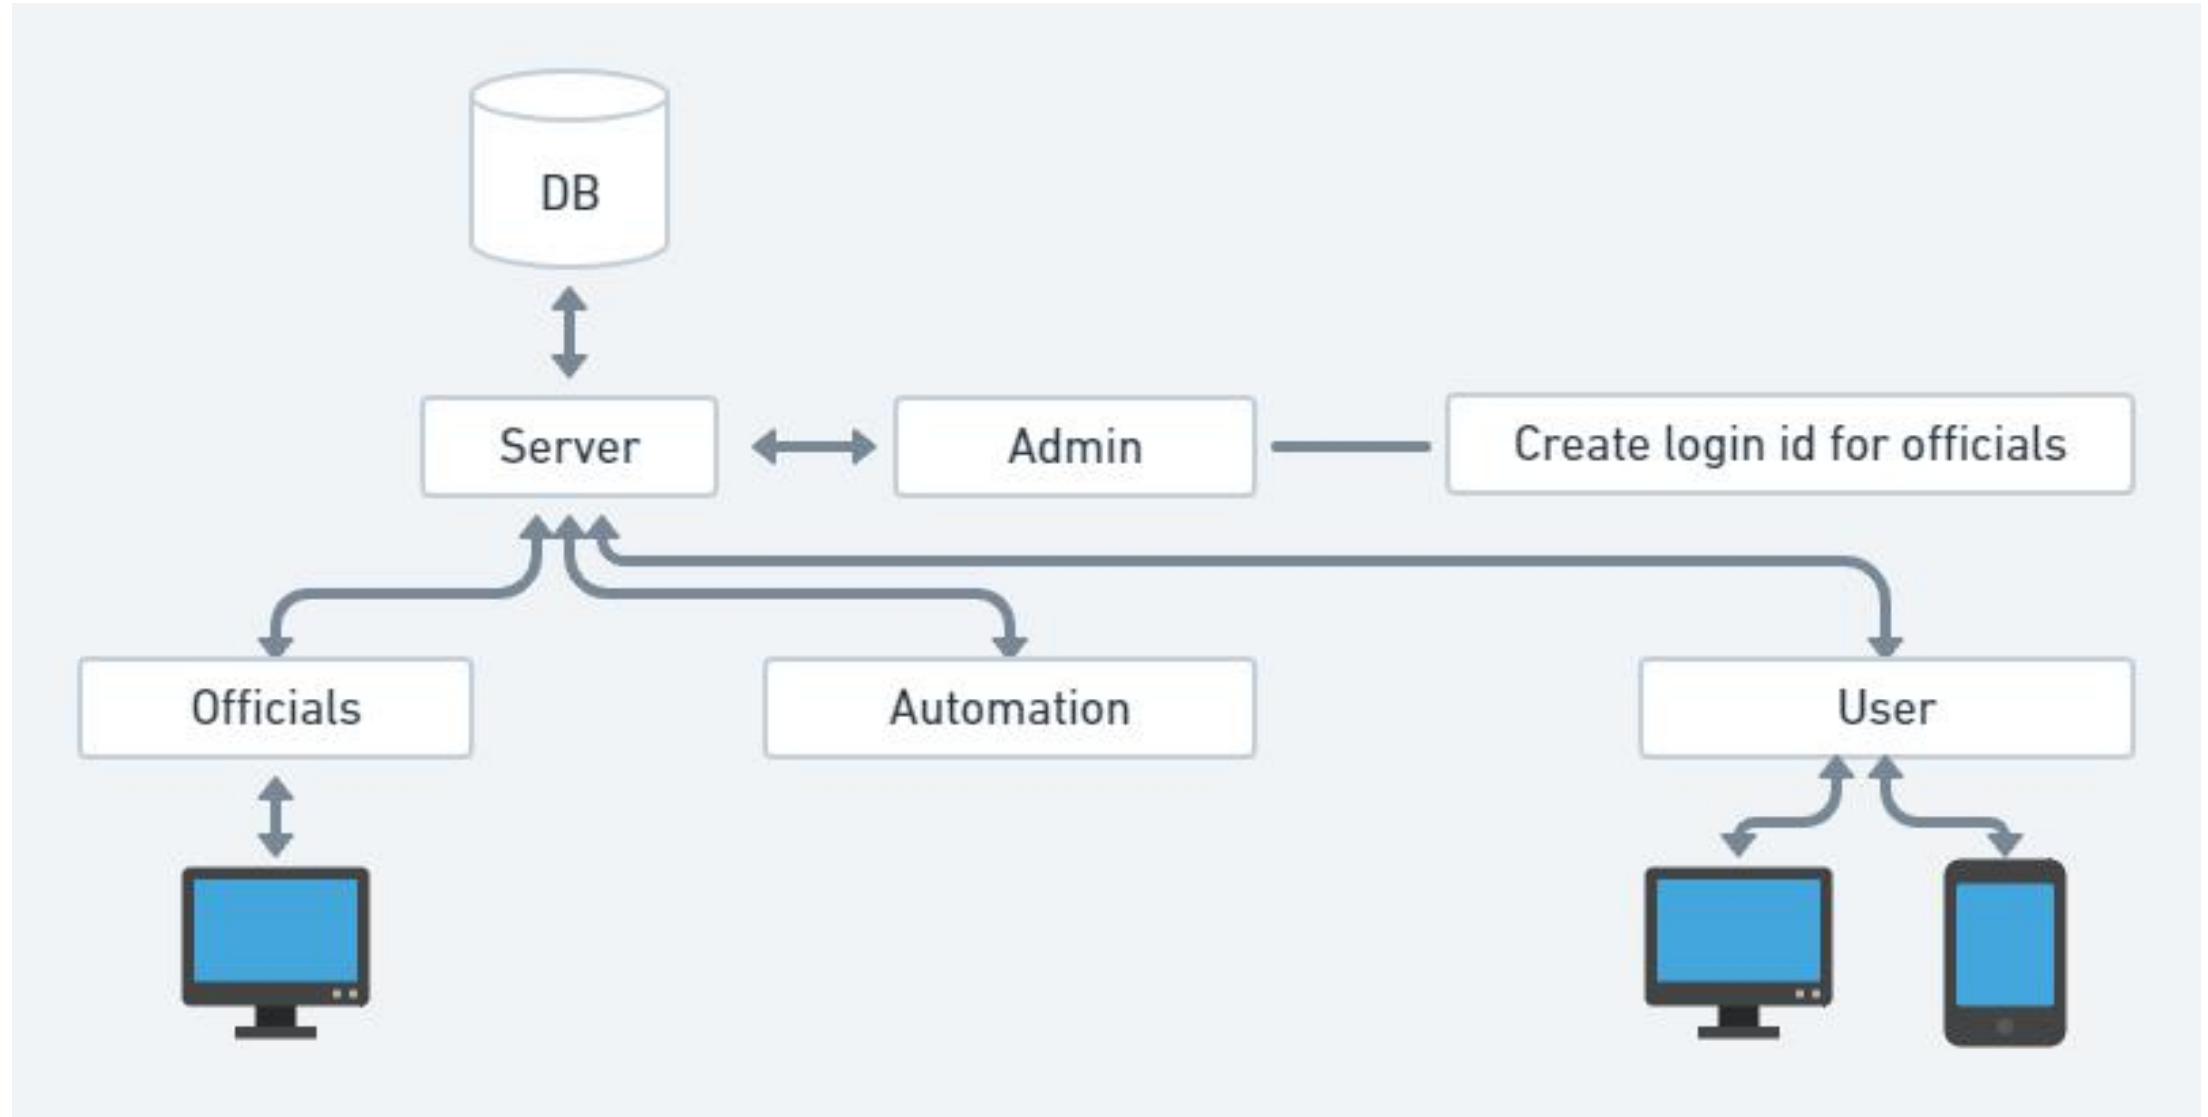 DB
Server
Admin
Create login id for officials
Officials
Automation
User